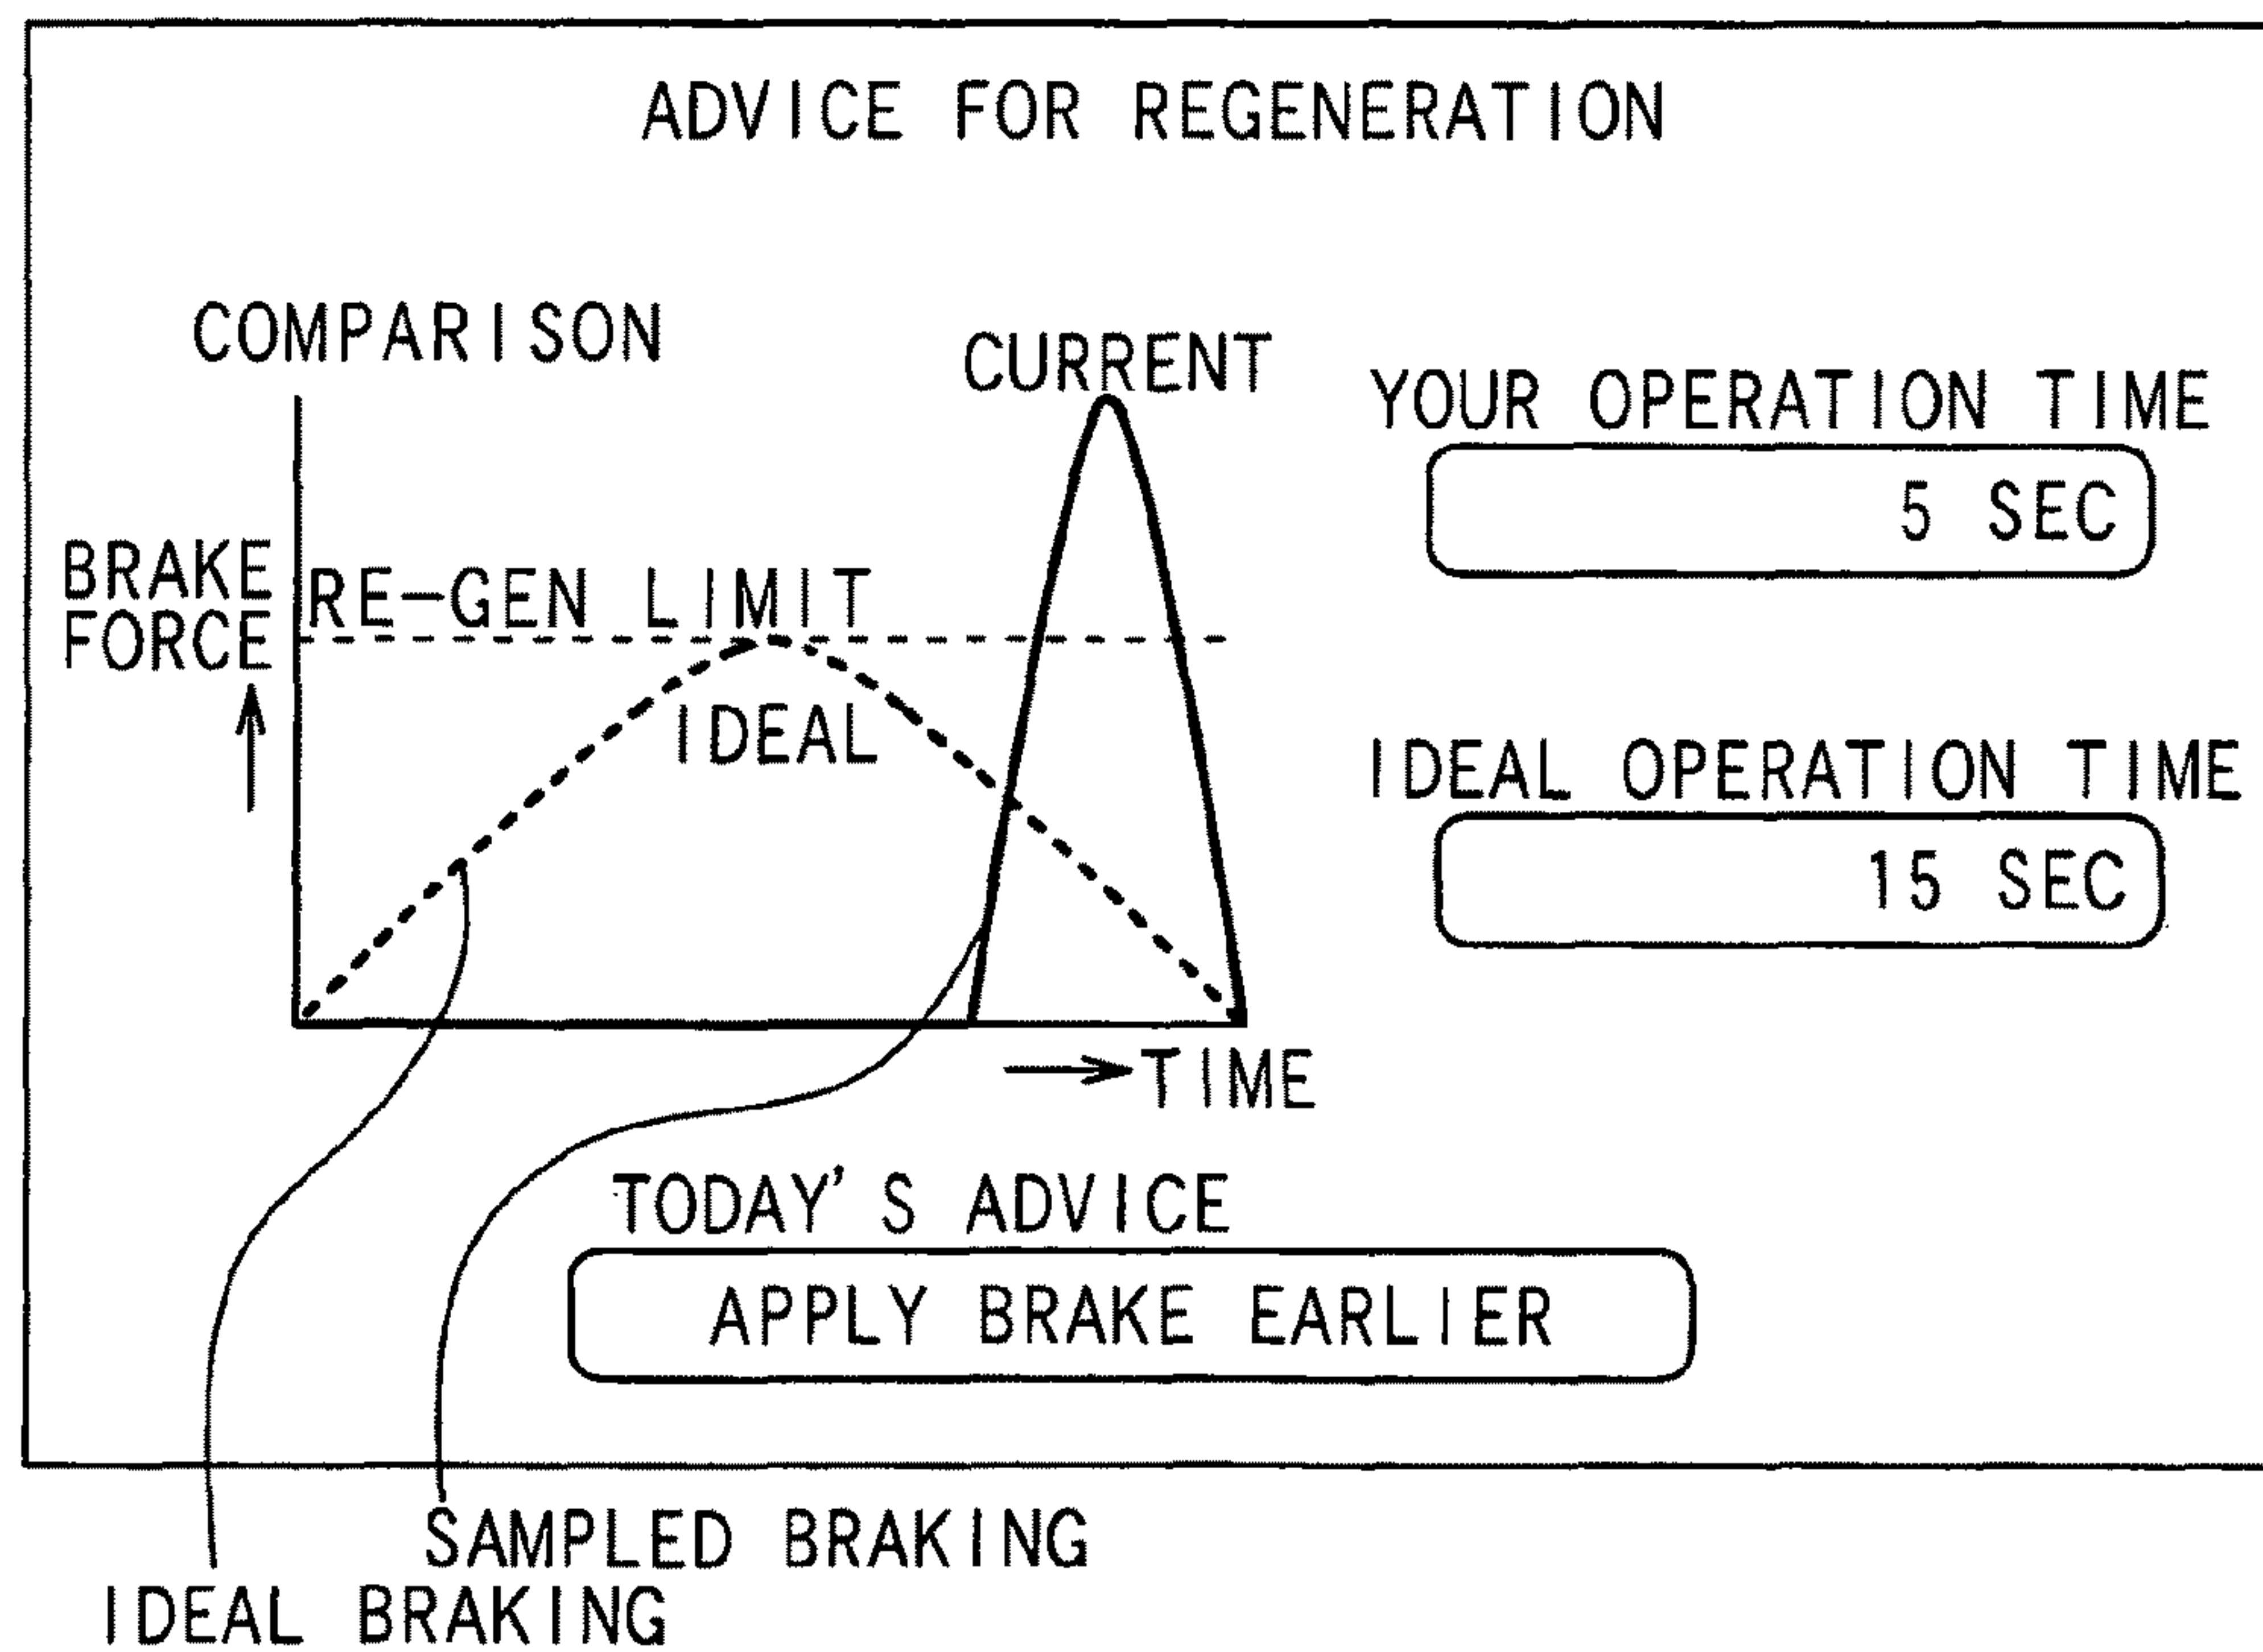 ADVICE FOR REGENERATION
COMPARISON
CURRENT
YOUR OPERATION TIME
5 SEC
BRAKE
FORCE
RE-GEN LIMIT
IDEAL
IDEAL OPERATION TIME
15 SEC
TIME
TODAY'S ADVICE
APPLY BRAKE EARLIER
SAMPLED BRAKING
IDEAL BRAKING